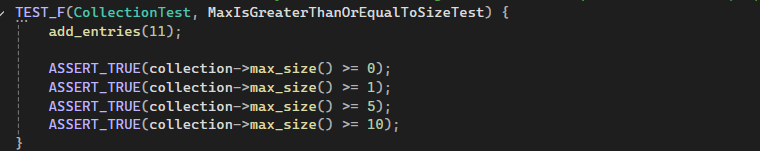 TEST_F(CollectionTest, MaxIsGreaterThanOrEqualToSizeTest) {
    add_entries(11);

    ASSERT_TRUE(collection->max_size() >= 0);
    ASSERT_TRUE(collection->max_size() >= 1);
    ASSERT_TRUE(collection->max_size() >= 5);
    ASSERT_TRUE(collection->max_size() >= 10);
}